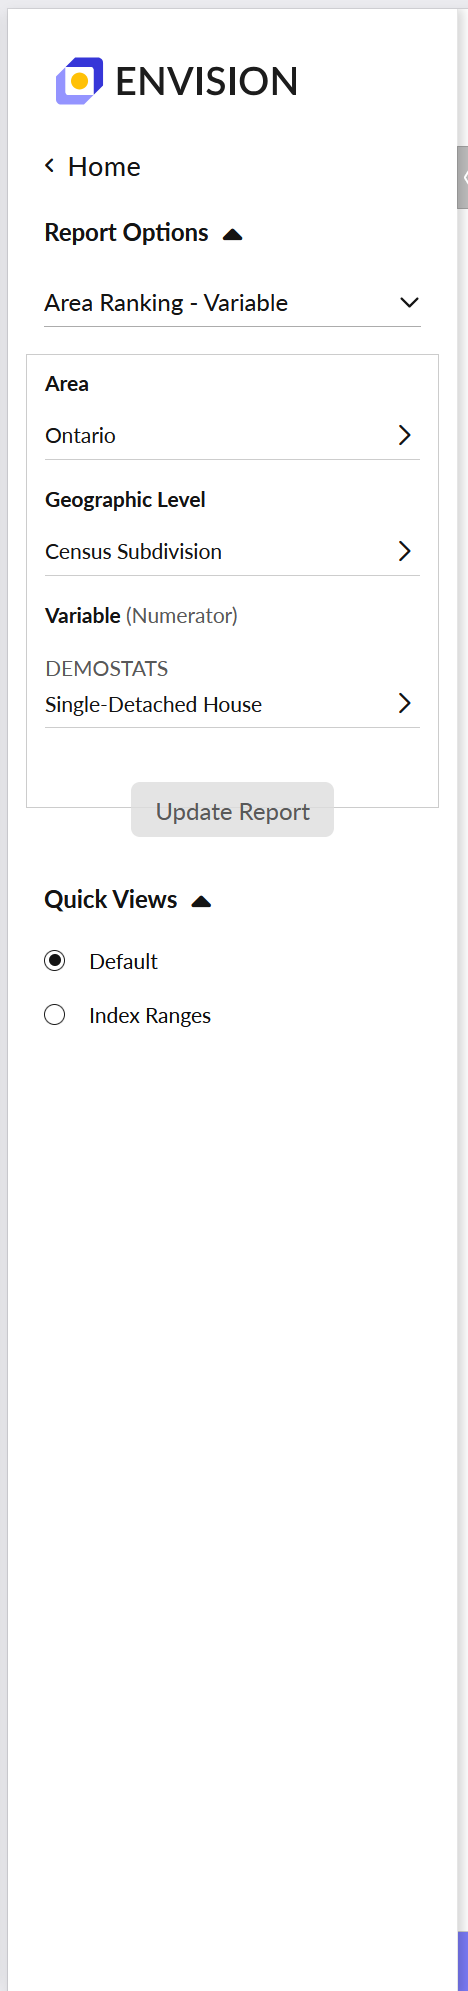 ENVISION
Home
Report Options
Area Ranking - Variable
Area
Ontario
Geographic Level
Census Subdivision
Variable (Numerator)
DEMOSTATS
Single-Detached House
Update Report
Quick Views
Default
Index Ranges